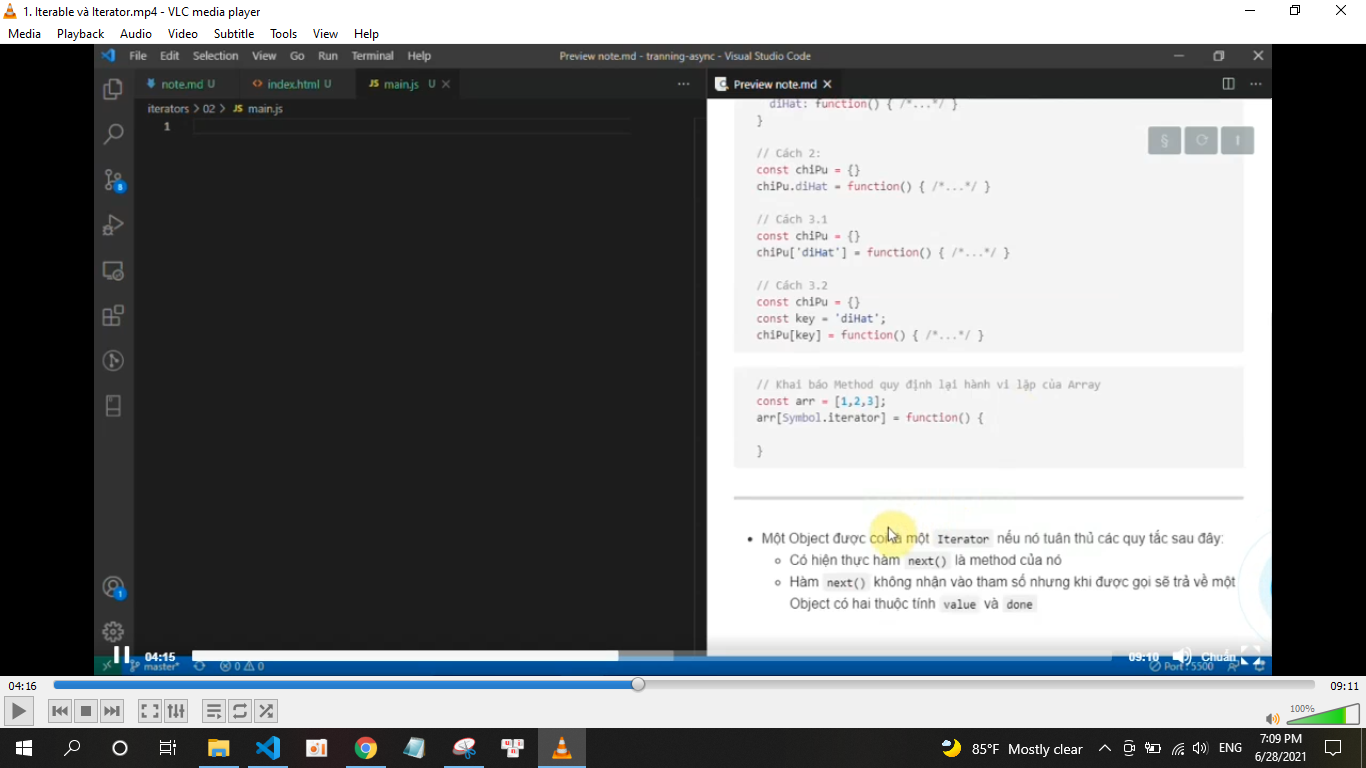 1. Iterable và Iterator.mp4 - VLC media player
Media Playback Audio Video Subtitle Tools View Help
File Edit Selection View Go Run Terminal Help
Preview note.md - tranning-async - Visual Studio Code
note.md U index.html U JS main.js U
Preview note.md
iterators > 02 > JS main.js
1
diHat: function() { /*...*/ }
}
// Cách 2:
const chiPu = {}
chiPu.diHat = function() { /*...*/ }
// Cách 3.1
const chiPu = {}
chiPu['diHat'] = function() { /*...*/ }
// Cách 3.2
const chiPu = {}
const key = 'diHat';
chiPu[key] = function() { /*...*/ }
// Khai báo Method quy định lại hành vi lặp của Array
const arr = [1,2,3];
arr[Symbol.iterator] = function() {
}
Một Object được coi là một Iterator nếu nó tuân thủ các quy tắc sau đây:
Có hiện thực hàm next() là method của nó
Hàm next() không nhận vào tham số nhưng khi được gọi sẽ trả về một
Object có hai thuộc tính value và done
04:15
09:10
Chuẩn
master*
0 0
Port : 5500
04:16
09:11
100%
85°F Mostly clear
ENG
7:09 PM
6/28/2021